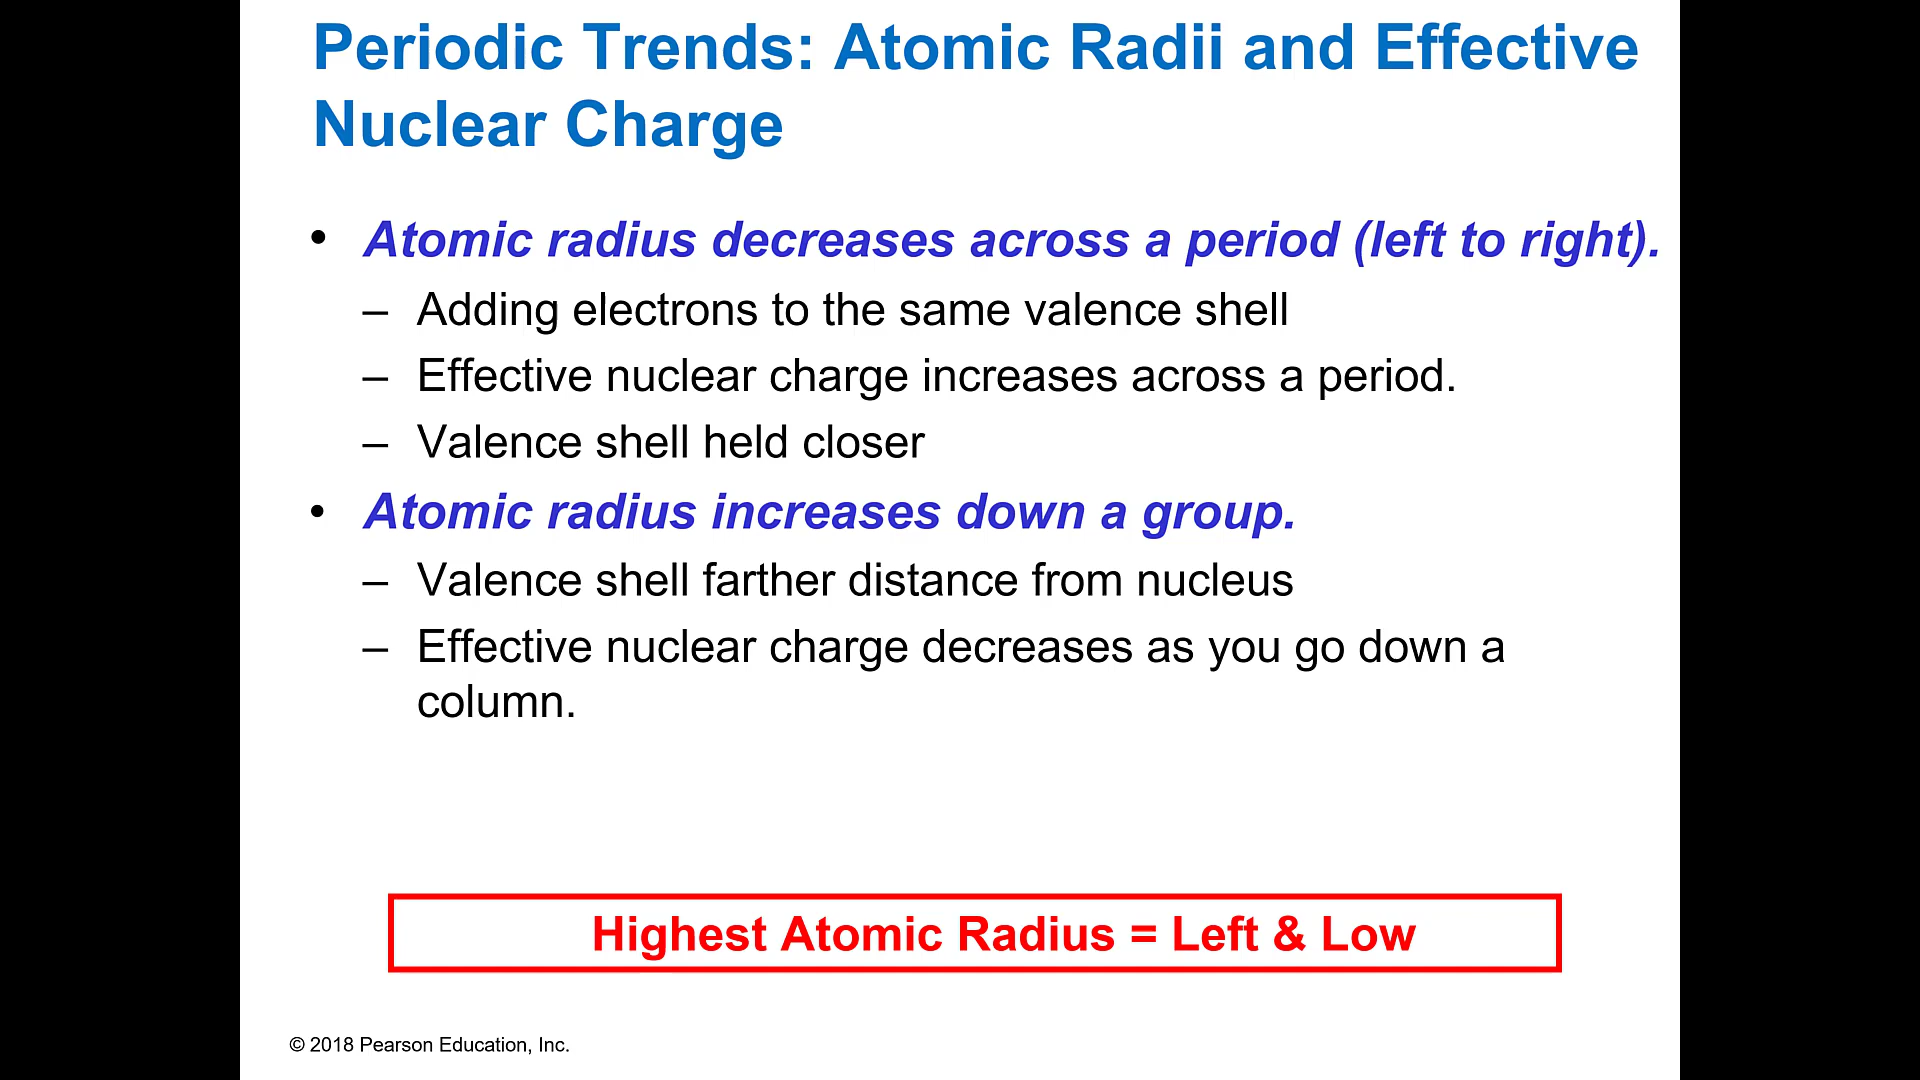 Periodic Trends: Atomic Radii and Effective
Nuclear Charge
• Atomic radius decreases across a period (left to right).
– Adding electrons to the same valence shell
– Effective nuclear charge increases across a period.
– Valence shell held closer
• Atomic radius increases down a group.
– Valence shell farther distance from nucleus
– Effective nuclear charge decreases as you go down a
column.
Highest Atomic Radius = Left & Low
© 2018 Pearson Education, Inc.